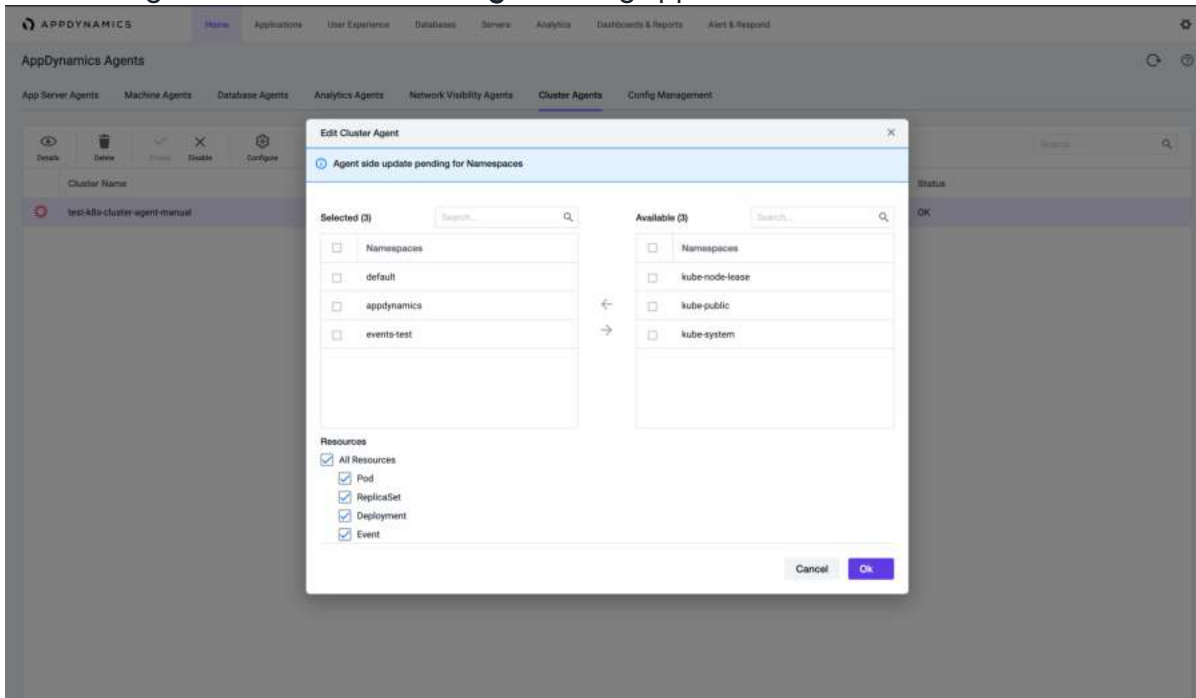 APPDYNAMICS Home Applications User Experience Databases Servers Analytics Dashboards & Reports Alert & Respond
AppDynamics Agents
App Server Agents Machine Agents Database Agents Analytics Agents Network Visibility Agents Cluster Agents Config Management
Details Delete Disable Configure
Search...
Cluster Name
Status
test-k8s-cluster-agent-manual
OK
Edit Cluster Agent
Agent side update pending for Namespaces
Selected (3) Search... Available (3) Search...
Namespaces Namespaces
default kube-node-lease
appdynamics kube-public
events-test kube-system
Resources
All Resources
Pod
ReplicaSet
Deployment
Event
Cancel Ok